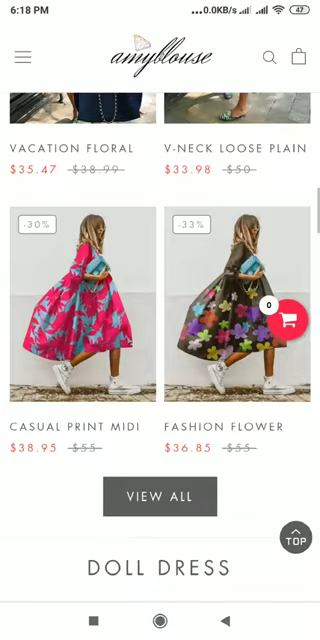 6:18 PM ...0.0KB/s 47
amyblouse
VACATION FLORAL V-NECK LOOSE PLAIN
$35.47 $38.99 $33.98 $50
-30% -33%
0
CASUAL PRINT MIDI FASHION FLOWER
$38.95 $55 $36.85 $55
VIEW ALL
TOP
DOLL DRESS